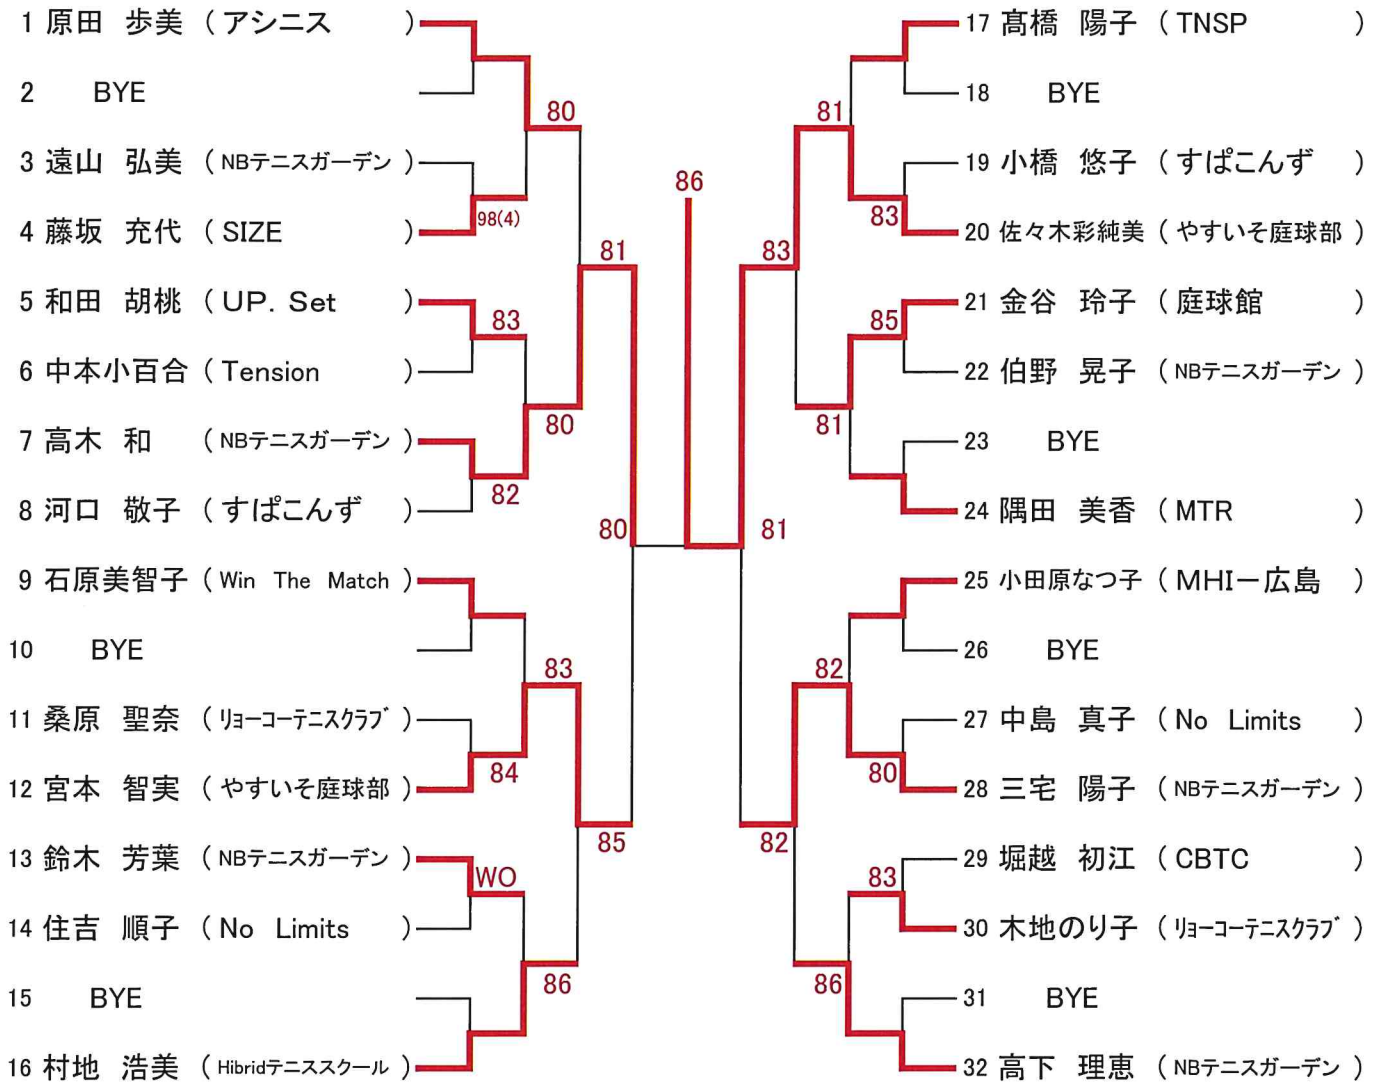 1 原田 歩美 (アシニス )
2 BYE
80
3 遠山 弘美 (NBテニスガーデン )
98(4)
4 藤坂 充代 (SIZE )
81
5 和田 胡桃 (UP. Set )
83
6 中本小百合 (Tension )
80
7 高木 和 (NBテニスガーデン )
82
8 河口 敬子 (すぱこんず )
80
9 石原美智子 (Win The Match )
10 BYE
83
11 桑原 聖奈 (リョーコーテニスクラブ )
84
12 宮本 智実 (やすいそ庭球部 )
85
13 鈴木 芳葉 (NBテニスガーデン )
WO
14 住吉 順子 (No Limits )
86
15 BYE
16 村地 浩美 (Hibridテニススクール )
86
17 髙橋 陽子 (TNSP )
18 BYE
81
19 小橋 悠子 (すぱこんず )
83
20 佐々木彩純美 (やすいそ庭球部 )
83
21 金谷 玲子 (庭球館 )
85
22 伯野 晃子 (NBテニスガーデン )
81
23 BYE
24 隅田 美香 (MTR )
81
25 小田原なつ子 (MHI－広島 )
26 BYE
82
27 中島 真子 (No Limits )
80
28 三宅 陽子 (NBテニスガーデン )
82
29 堀越 初江 (CBTC )
83
30 木地のり子 (リョーコーテニスクラブ )
86
31 BYE
32 高下 理恵 (NBテニスガーデン )